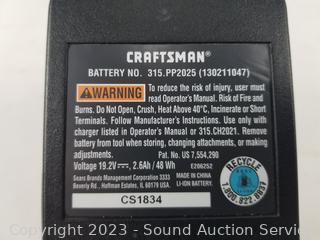 CRAFTSMAN®
BATTERY NO. 315.PP2025 (130211047)
WARNING To reduce the risk of injury, user must
read Operator's Manual. Risk of Fire and
Burns. Do Not Open, Crush, Heat Above 40°C, Incinerate or Short
Terminals. Follow Manufacturer's Instructions. Use only with
charger listed in Operator's Manual or 315.CH2021. Remove
battery from tool when storing, changing attachments, or making
adjustments.
Pat. No. US 7,554,290
Voltage 19.2V⎓, 2.6Ah / 48 Wh
E206252
Sears Brands Management Corporation 3333
Beverly Rd., Hoffman Estates, IL 60179 USA
MADE IN CHINA
LI-ION BATTERY.
RECYCLE
1.800.822.8837
CS1834
Copyright 2023 - Sound Auction Service